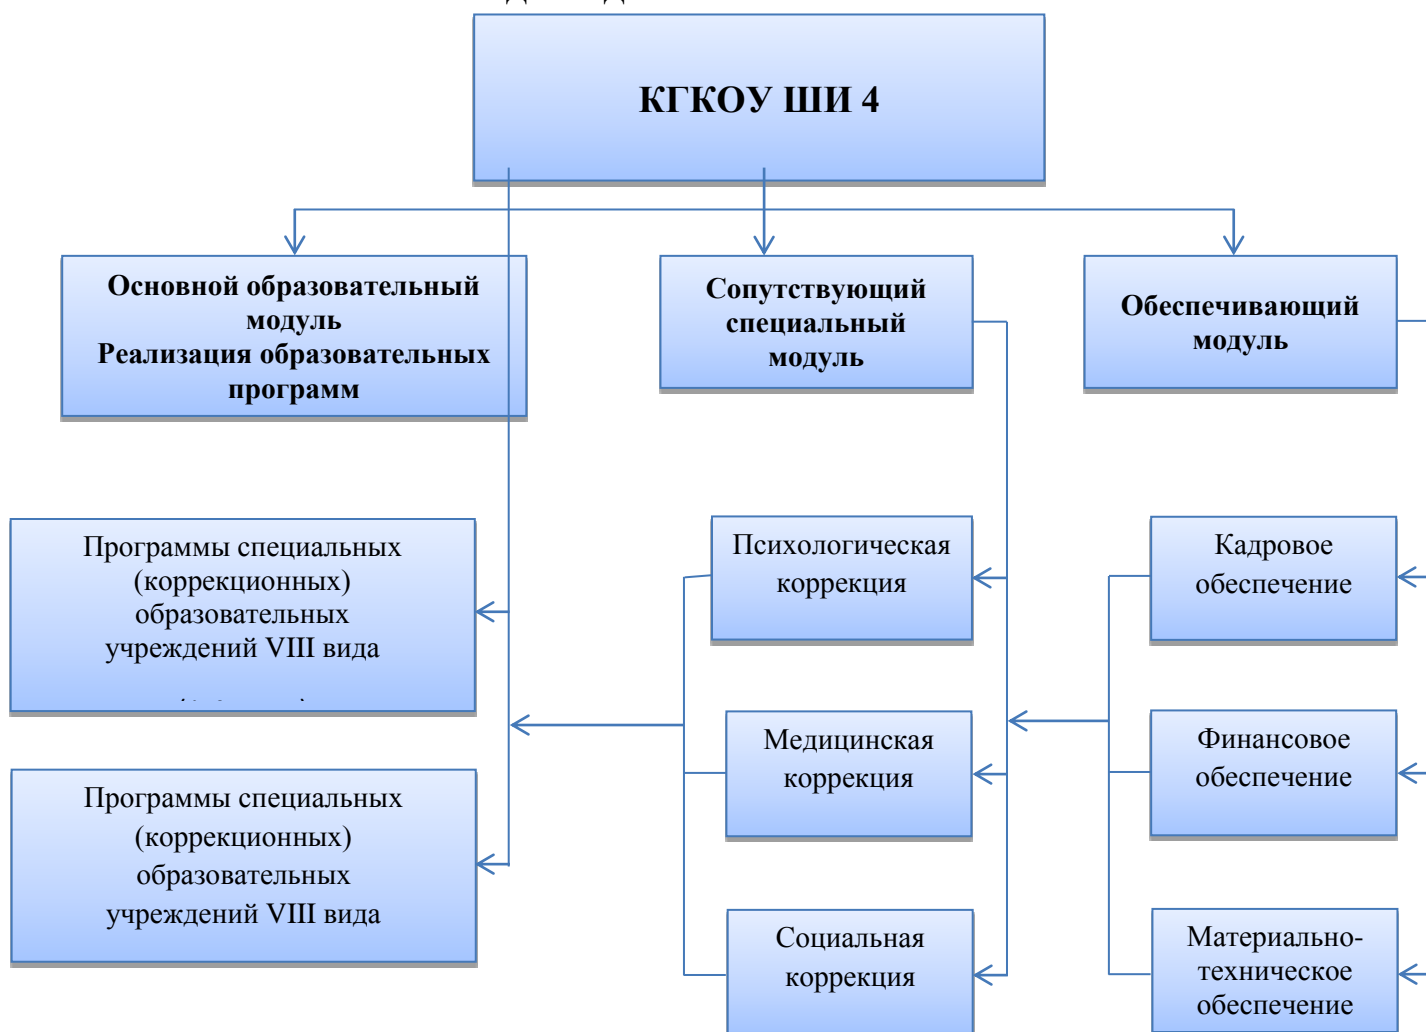 КГКОУ ШИ 4
Основной образовательный
модуль
Реализация образовательных
программ
Сопутствующий
специальный
модуль
Обеспечивающий
модуль
Программы специальных
(коррекционных)
образовательных
учреждений VIII вида
Программы специальных
(коррекционных)
образовательных
учреждений VIII вида
Психологическая
коррекция
Медицинская
коррекция
Социальная
коррекция
Кадровое
обеспечение
Финансовое
обеспечение
Материально-
техническое
обеспечение